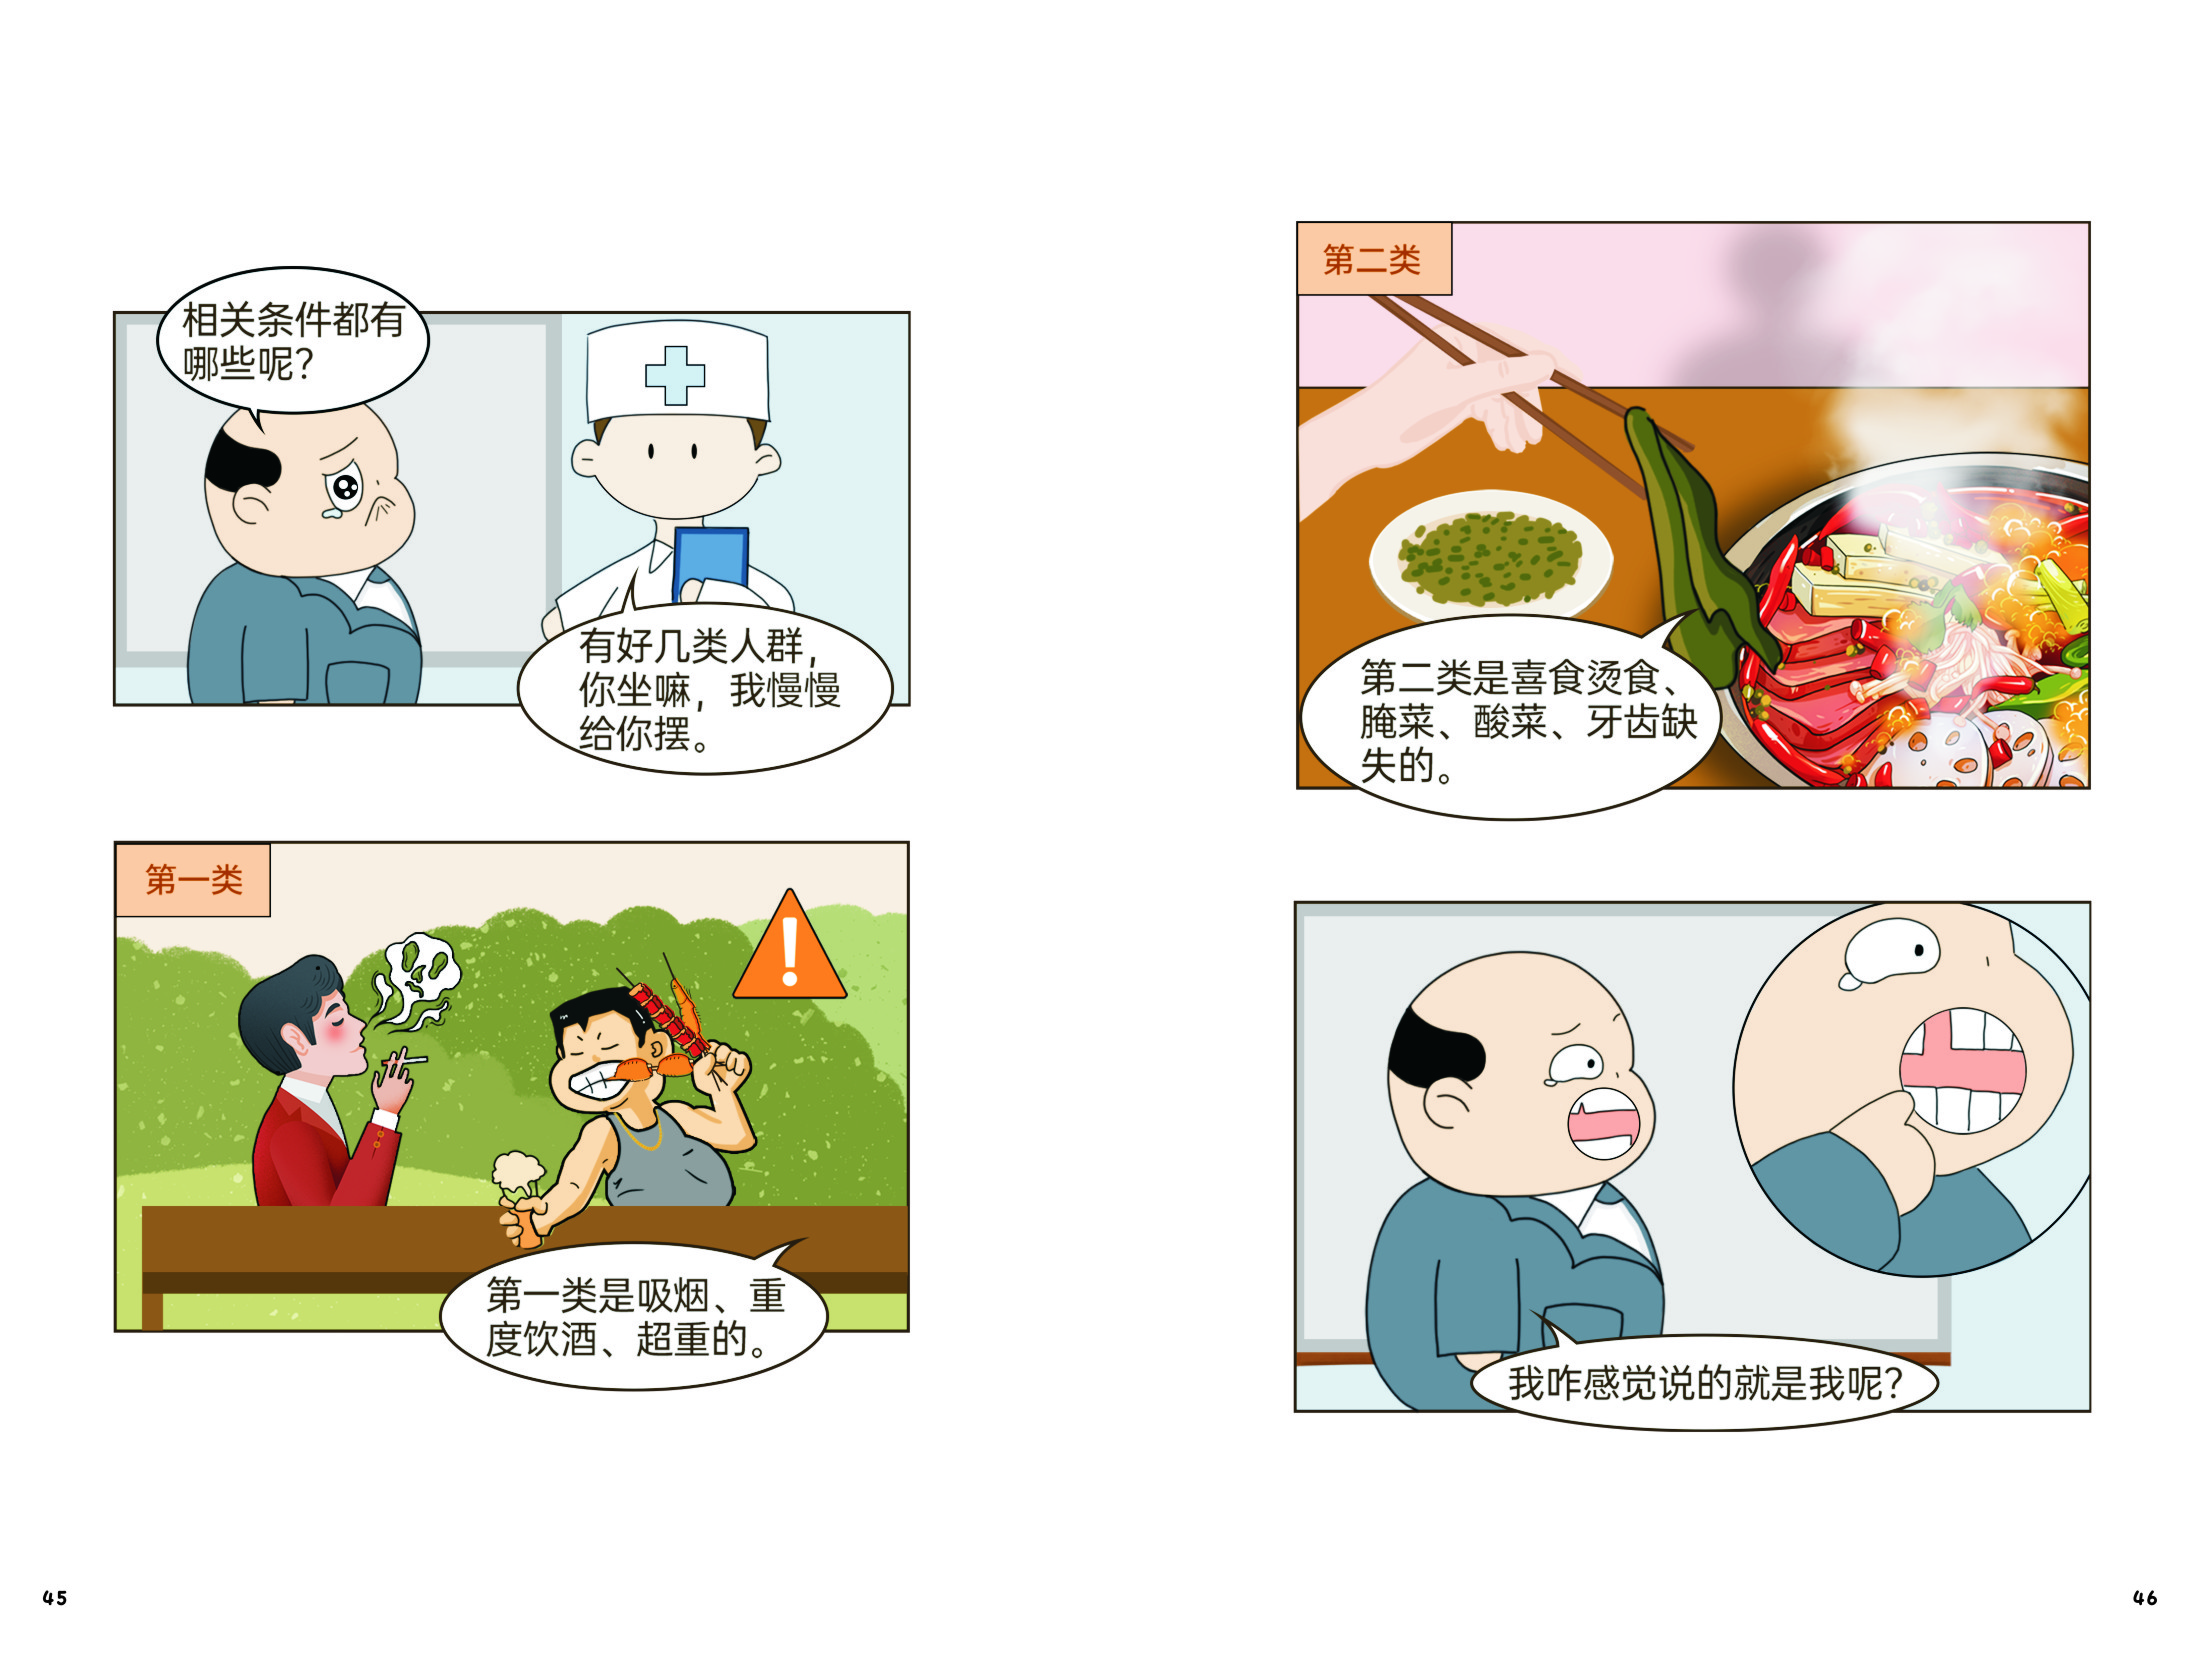 相关条件都有
哪些呢?
有好几类人群,
你坐嘛,我慢慢
给你摆。
第一类
第一类是吸烟、重
度饮酒、超重的。
45
第二类
第二类是喜食烫食、
腌菜、酸菜、牙齿缺
失的。
我咋感觉说的就是我呢?
46